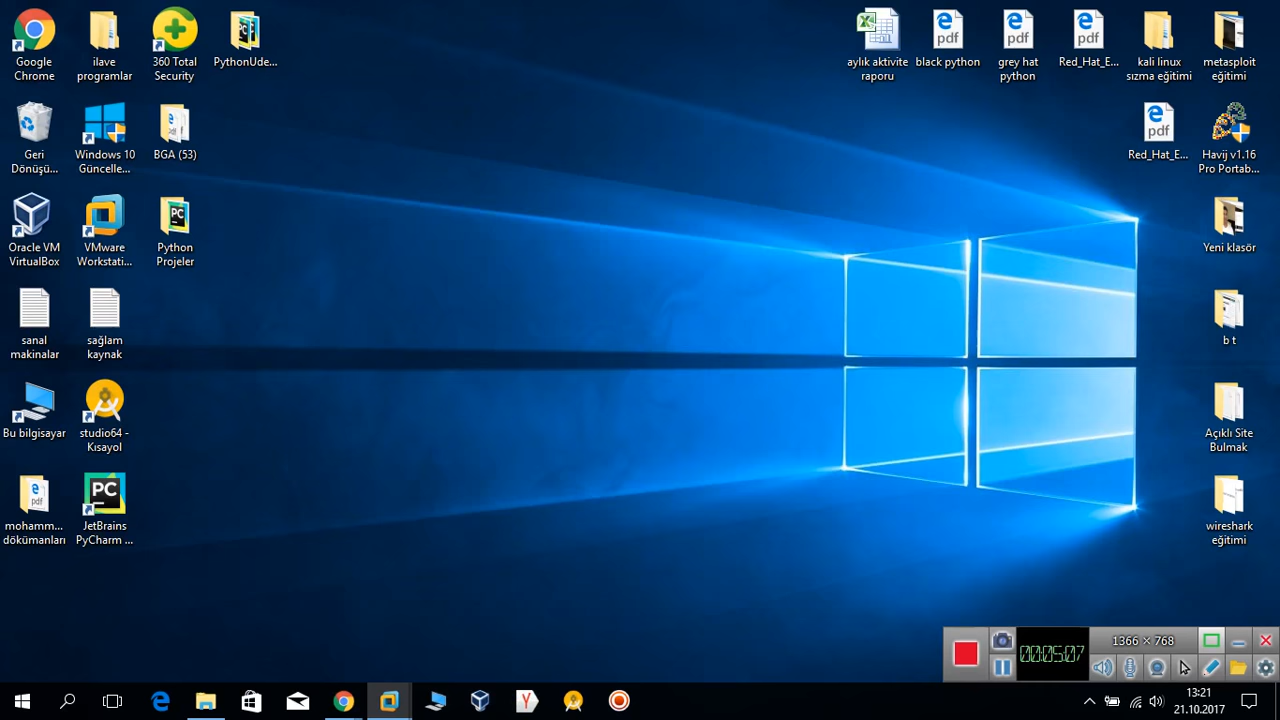 Google
Chrome
ilave
programlar
360 Total
Security
PythonUde...
aylık aktivite
raporu
black python
grey hat
python
Red_Hat_E...
kali linux
sızma eğitimi
metasploit
eğitimi
Geri
Dönüşü...
Windows 10
Güncelle...
BGA (53)
Red_Hat_E...
Havij v1.16
Pro Portab...
Oracle VM
VirtualBox
VMware
Workstati...
Python
Projeler
Yeni klasör
sanal
makinalar
sağlam
kaynak
b t
Bu bilgisayar
studio64 -
Kısayol
Açıklı Site
Bulmak
mohamm...
dökümanları
JetBrains
PyCharm ...
wireshark
eğitimi
00:05:07
1366 × 768
13:21
21.10.2017